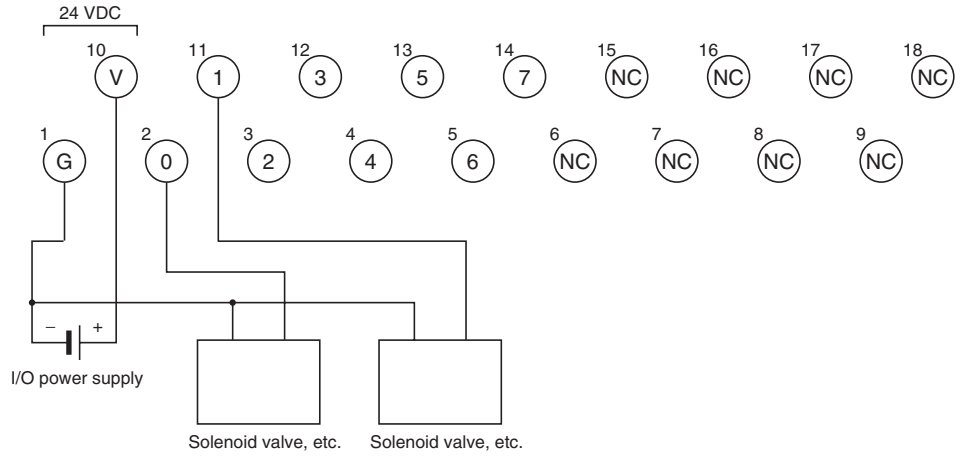 24 VDC
10 11 12 13 14 15 16 17 18
V 1 3 5 7 NC NC NC NC
1 2 3 4 5 6 7 8 9
G 0 2 4 6 NC NC NC NC
− +
I/O power supply
Solenoid valve, etc. Solenoid valve, etc.